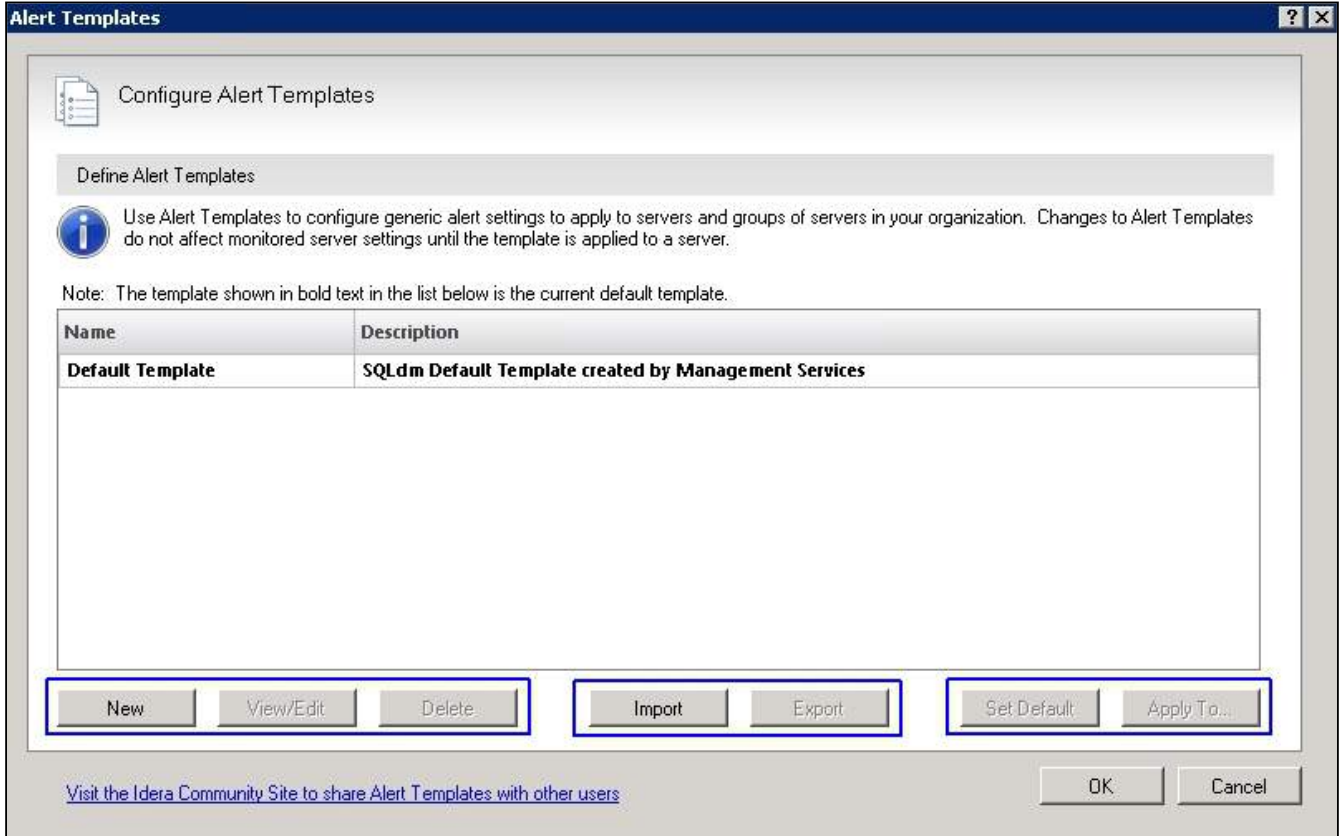 Alert Templates
Configure Alert Templates
Define Alert Templates
Use Alert Templates to configure generic alert settings to apply to servers and groups of servers in your organization.  Changes to Alert Templates
do not affect monitored server settings until the template is applied to a server.
Note:  The template shown in bold text in the list below is the current default template.
Name Description
Default Template SQLdm Default Template created by Management Services
New View/Edit Delete Import Export Set Default Apply To...
OK Cancel
Visit the Idera Community Site to share Alert Templates with other users